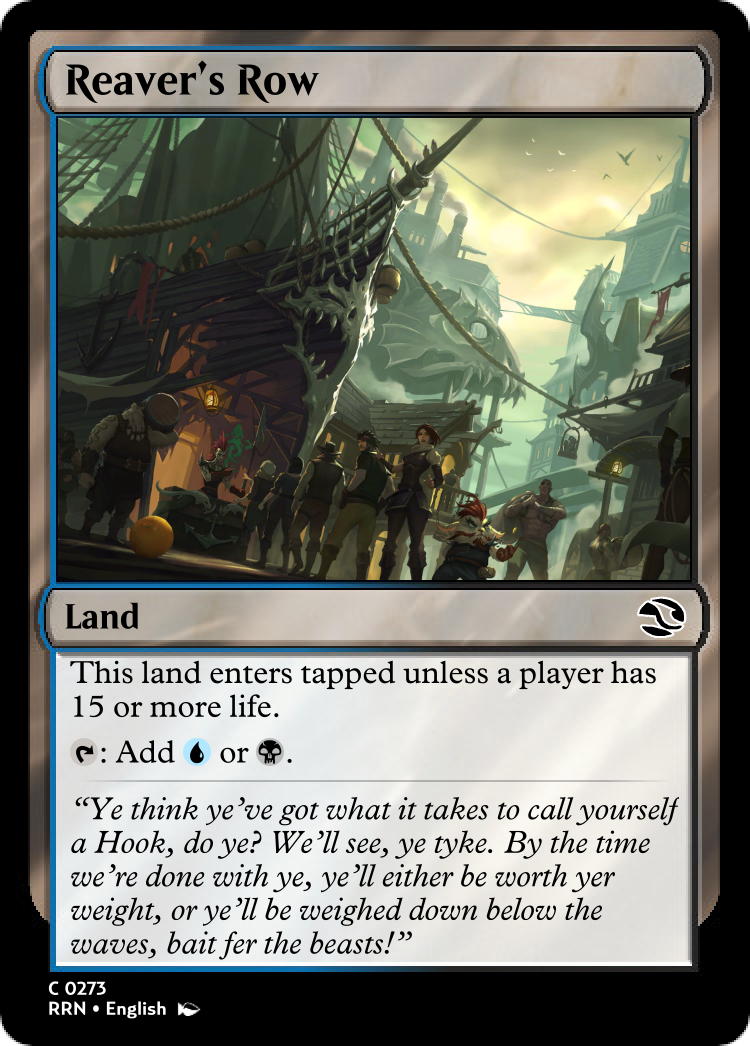 Reaver's Row
Land
This land enters tapped unless a player has
15 or more life.
: Add or .
“Ye think ye’ve got what it takes to call yourself
a Hook, do ye? We’ll see, ye tyke. By the time
we’re done with ye, ye’ll either be worth yer
weight, or ye’ll be weighed down below the
waves, bait fer the beasts!”
C 0273
RRN • English